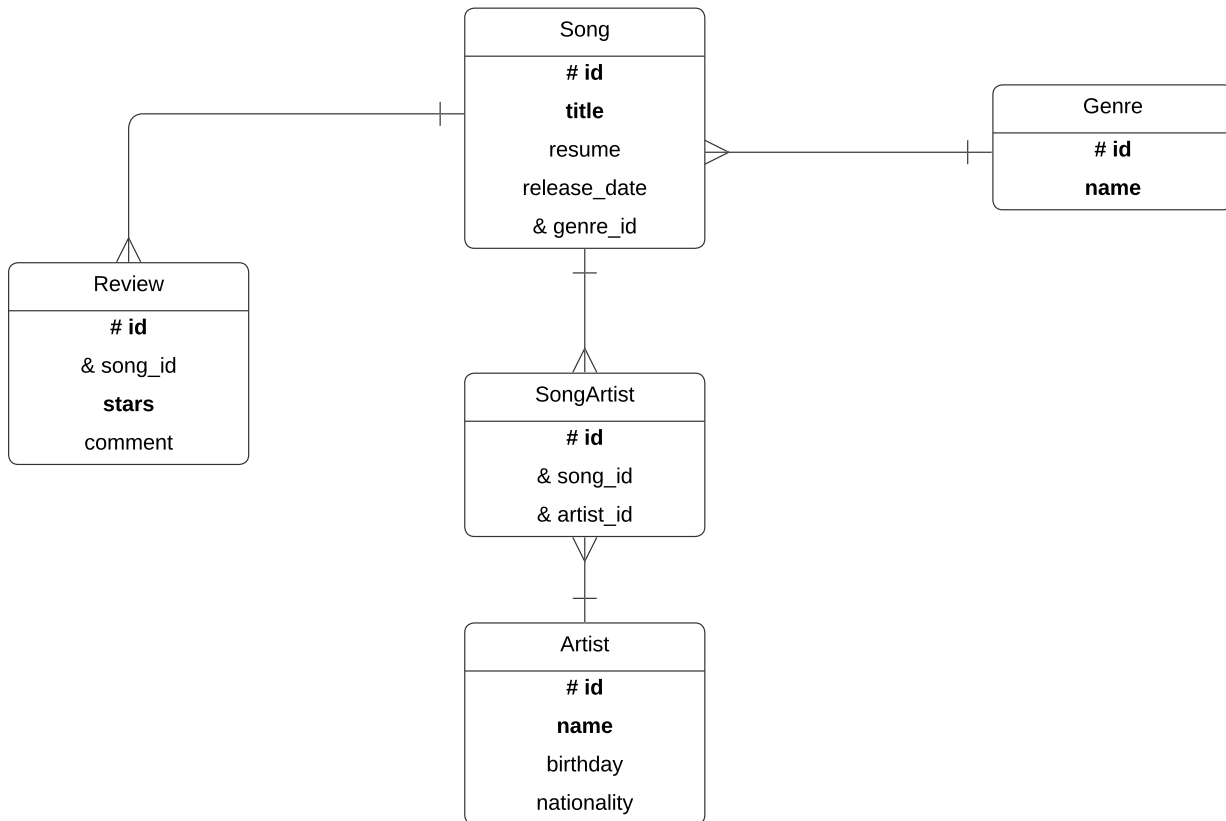 Song
# id
title
resume
release_date
& genre_id
Genre
# id
name
Review
# id
& song_id
stars
comment
SongArtist
# id
& song_id
& artist_id
Artist
# id
name
birthday
nationality